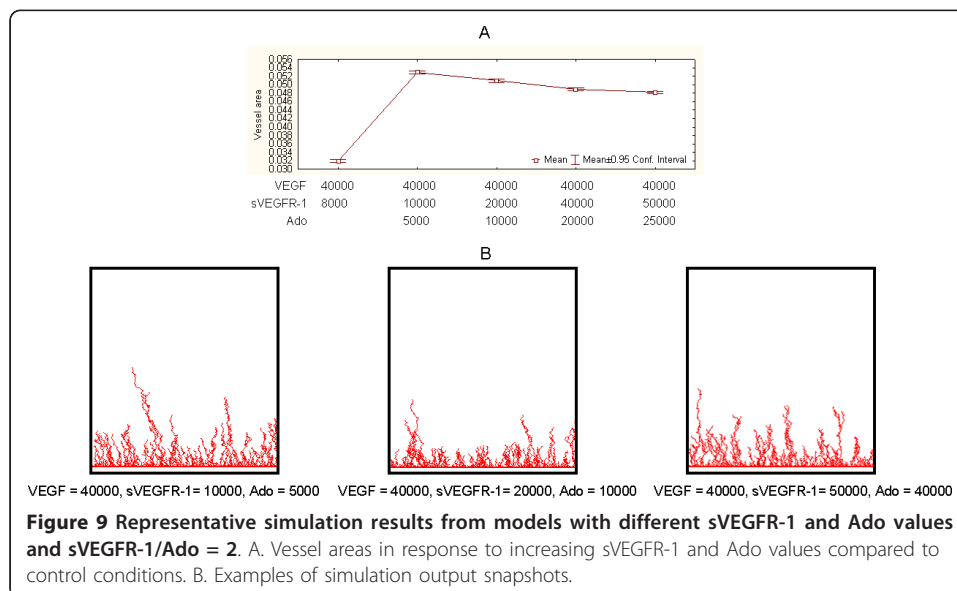 A
0.056
0.054
0.052
0.050
0.048
0.046
0.044
0.042
0.040
0.038
0.036
0.034
0.032
0.030
Vessel area
Mean Mean±0.95 Conf. Interval
VEGF 40000 40000 40000 40000 40000
sVEGFR-1 8000 10000 20000 40000 50000
Ado 5000 10000 20000 25000
B
VEGF = 40000, sVEGFR-1= 10000, Ado = 5000
VEGF = 40000, sVEGFR-1= 20000, Ado = 10000
VEGF = 40000, sVEGFR-1= 50000, Ado = 40000
Figure 9 Representative simulation results from models with different sVEGFR-1 and Ado values
and sVEGFR-1/Ado = 2. A. Vessel areas in response to increasing sVEGFR-1 and Ado values compared to
control conditions. B. Examples of simulation output snapshots.